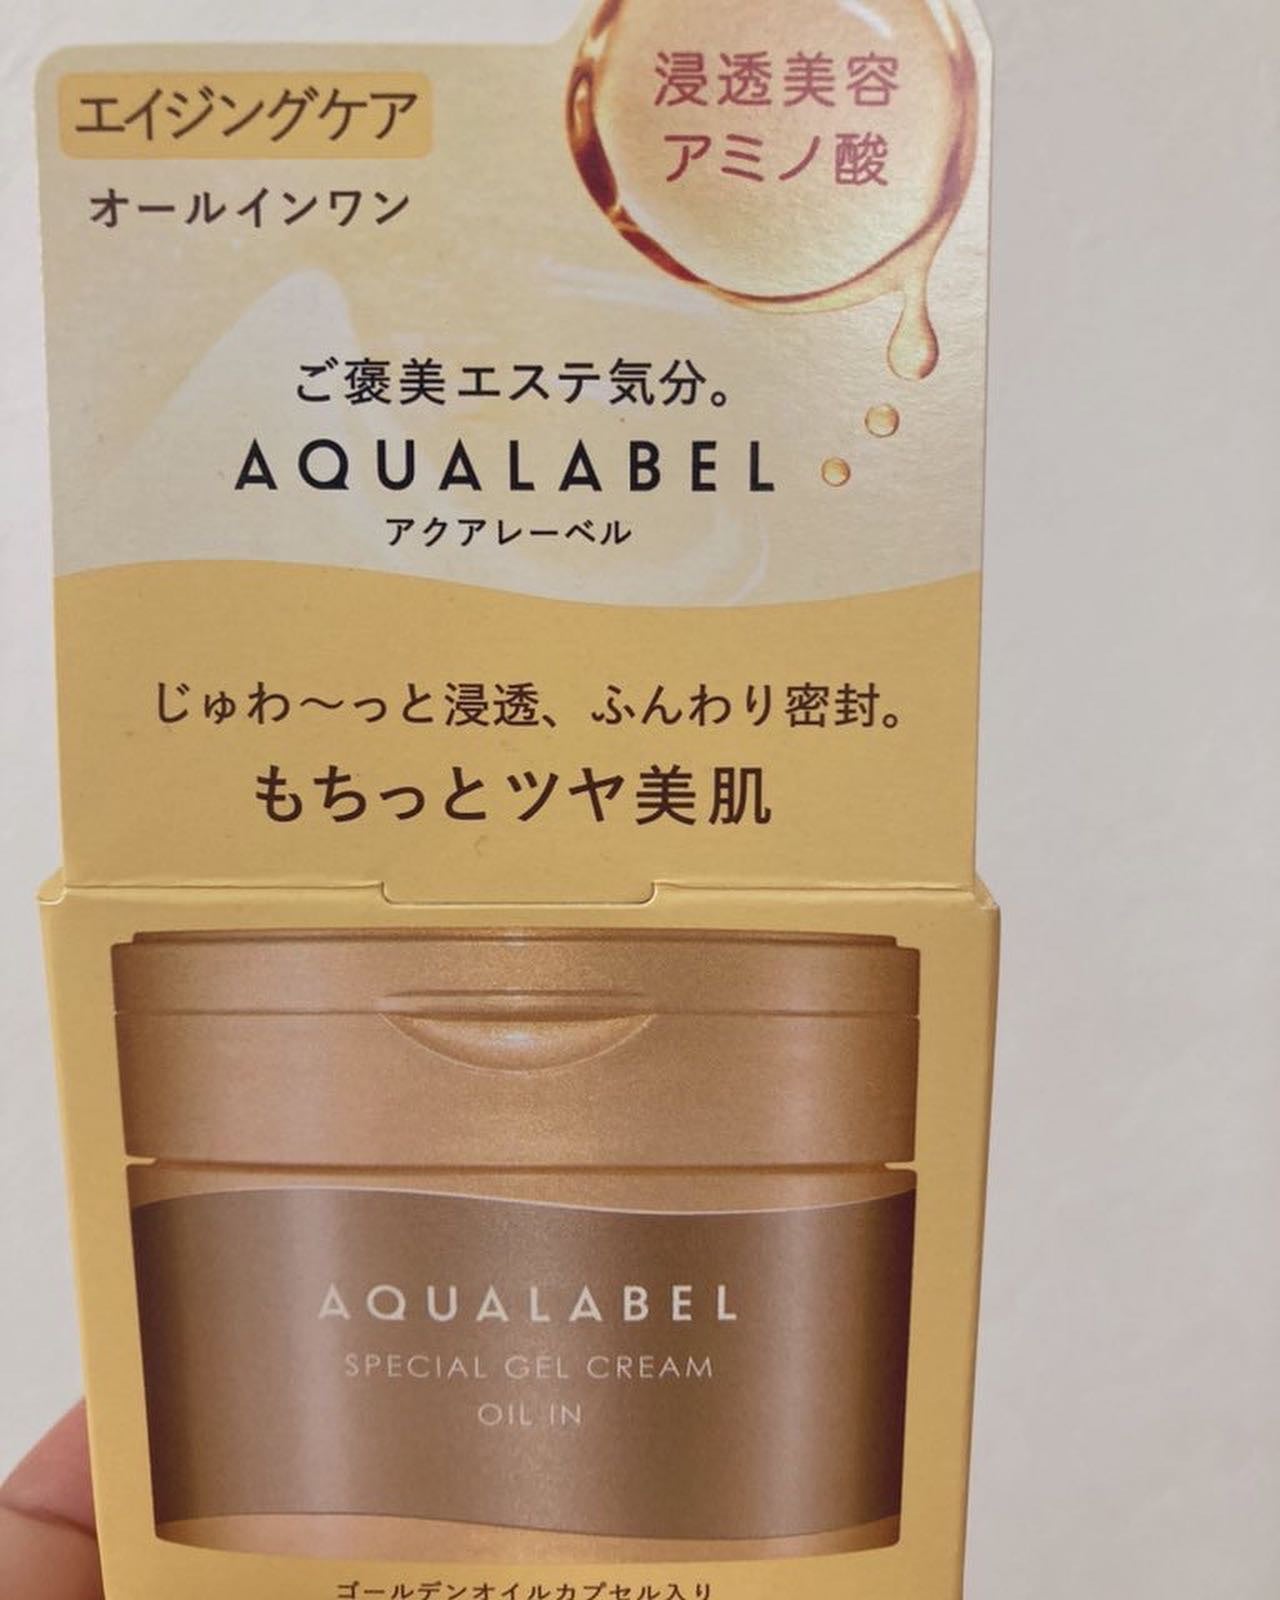 浸透美容
アミノ酸
エイジングケア
オールインワン
ご褒美エステ気分。
AQUALABEL
アクアレーベル
じゅわ〜っと浸透、ふんわり密封。
もちっとツヤ美肌
AQUALABEL
SPECIAL GEL CREAM
OIL IN
ゴールデンオイルカプセル入り